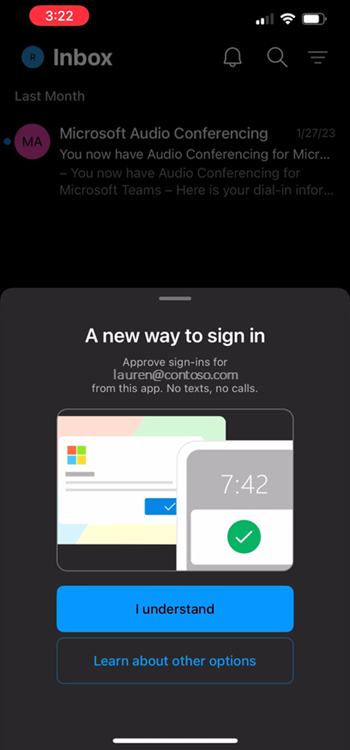 3:22
R
Inbox
Last Month
MA
Microsoft Audio Conferencing
1/27/23
You now have Audio Conferencing for Micr...
– You now have Audio Conferencing for
Microsoft Teams – Here is your dial-in infor...
A new way to sign in
Approve sign-ins for
lauren@contoso.com
from this app. No texts, no calls.
7:42
I understand
Learn about other options